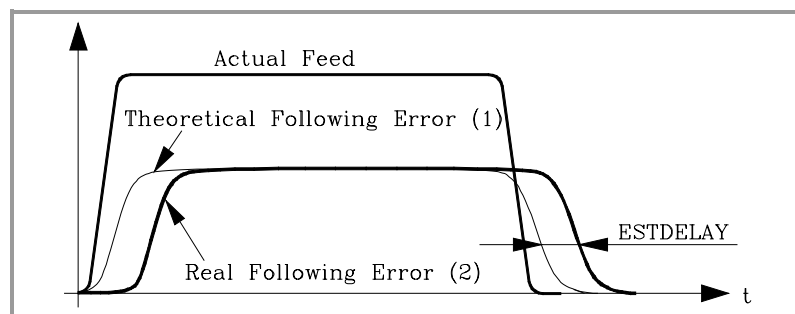 Actual Feed
Theoretical Following Error (1)
ESTDELAY
Real Following Error (2)
t